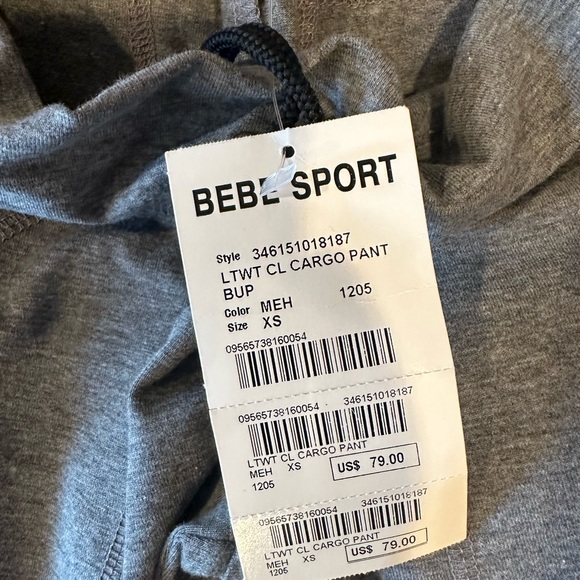 BEBE SPORT
Style 346151018187
LTWT CL CARGO PANT
BUP
Color MEH 1205
Size XS
09565738160054
09565738160054 346151018187
LTWT CL CARGO PANT
MEH XS US$ 79.00
1205
09565738160054 346151018187
LTWT CL CARGO PANT
MEH XS US$ 79.00
1205